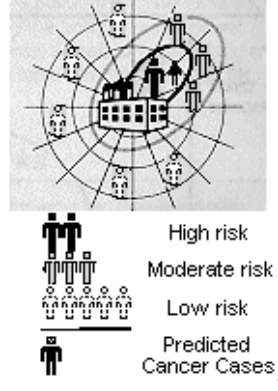 High risk
Moderate risk
Low risk
Predicted
Cancer Cases